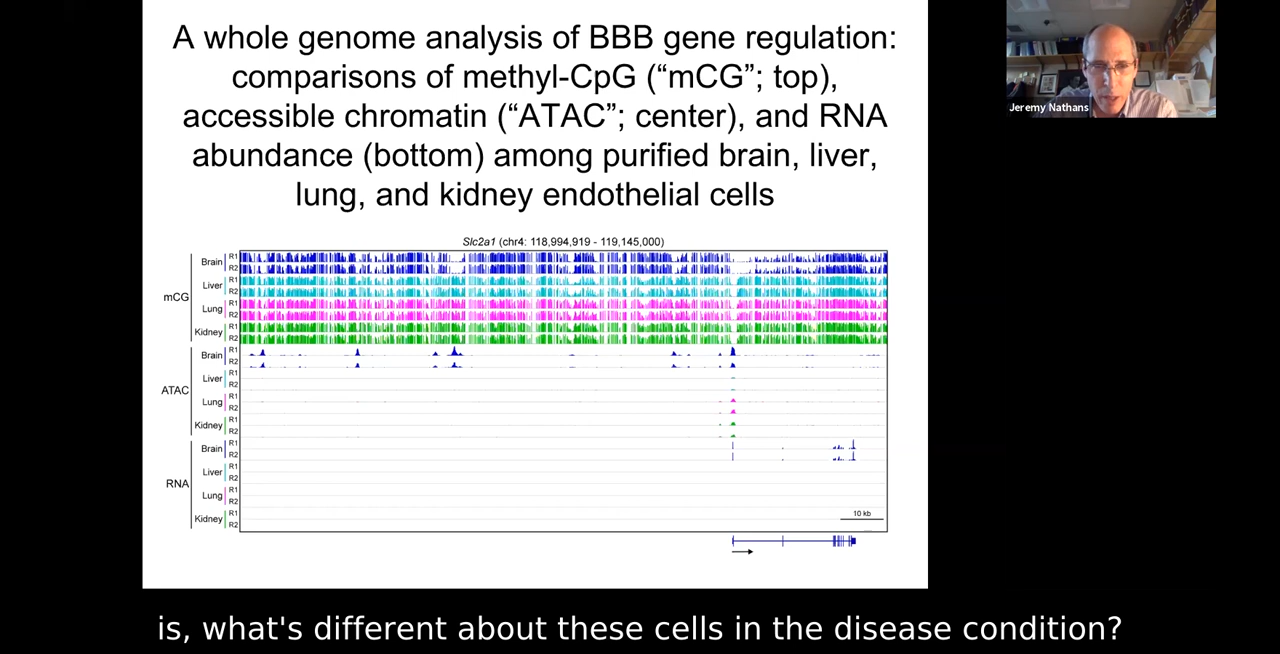 A whole genome analysis of BBB gene regulation:
comparisons of methyl-CpG (“mCG”; top),
accessible chromatin (“ATAC”; center), and RNA
abundance (bottom) among purified brain, liver,
lung, and kidney endothelial cells
Jeremy Nathans
Slc2a1 (chr4: 118,994,919 - 119,145,000)
mCG
Brain R1
R2
Liver R1
R2
Lung R1
R2
Kidney R1
R2
ATAC
Brain R1
R2
Liver R1
R2
Lung R1
R2
Kidney R1
R2
RNA
Brain R1
R2
Liver R1
R2
Lung R1
R2
Kidney R1
R2
10 kb
is, what's different about these cells in the disease condition?